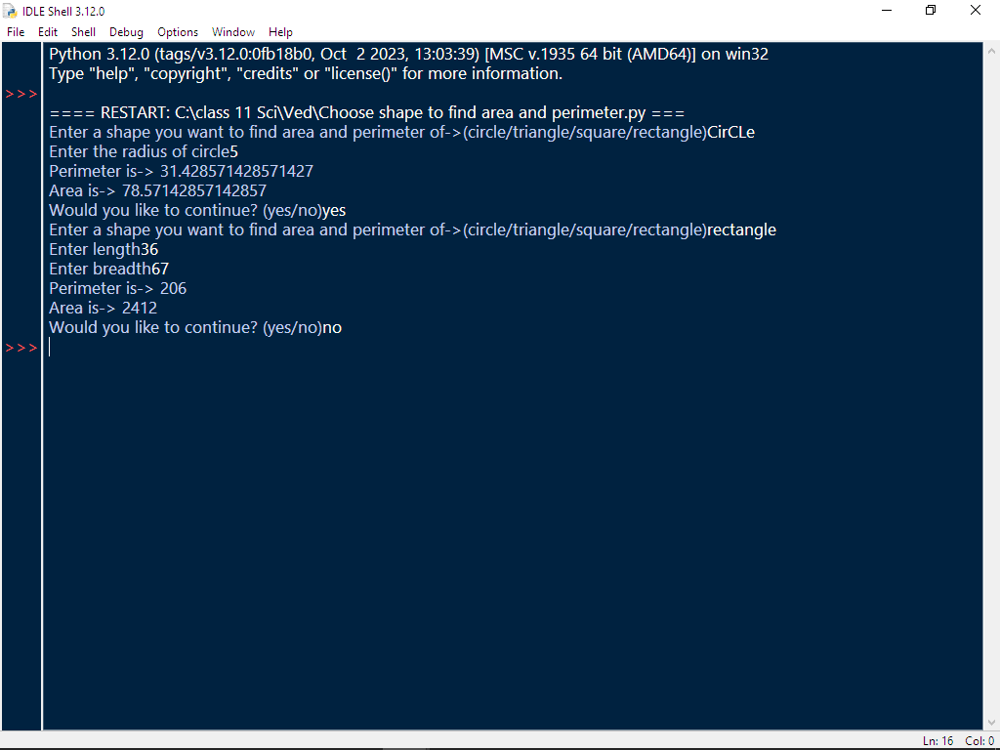 IDLE Shell 3.12.0
File Edit Shell Debug Options Window Help
Python 3.12.0 (tags/v3.12.0:0fb18b0, Oct  2 2023, 13:03:39) [MSC v.1935 64 bit (AMD64)] on win32
Type "help", "copyright", "credits" or "license()" for more information.
>>>
==== RESTART: C:\class 11 Sci\Ved\Choose shape to find area and perimeter.py ===
Enter a shape you want to find area and perimeter of->(circle/triangle/square/rectangle)CirCLe
Enter the radius of circle5
Perimeter is-> 31.428571428571427
Area is-> 78.57142857142857
Would you like to continue? (yes/no)yes
Enter a shape you want to find area and perimeter of->(circle/triangle/square/rectangle)rectangle
Enter length36
Enter breadth67
Perimeter is-> 206
Area is-> 2412
Would you like to continue? (yes/no)no
>>>
Ln: 16 Col: 0